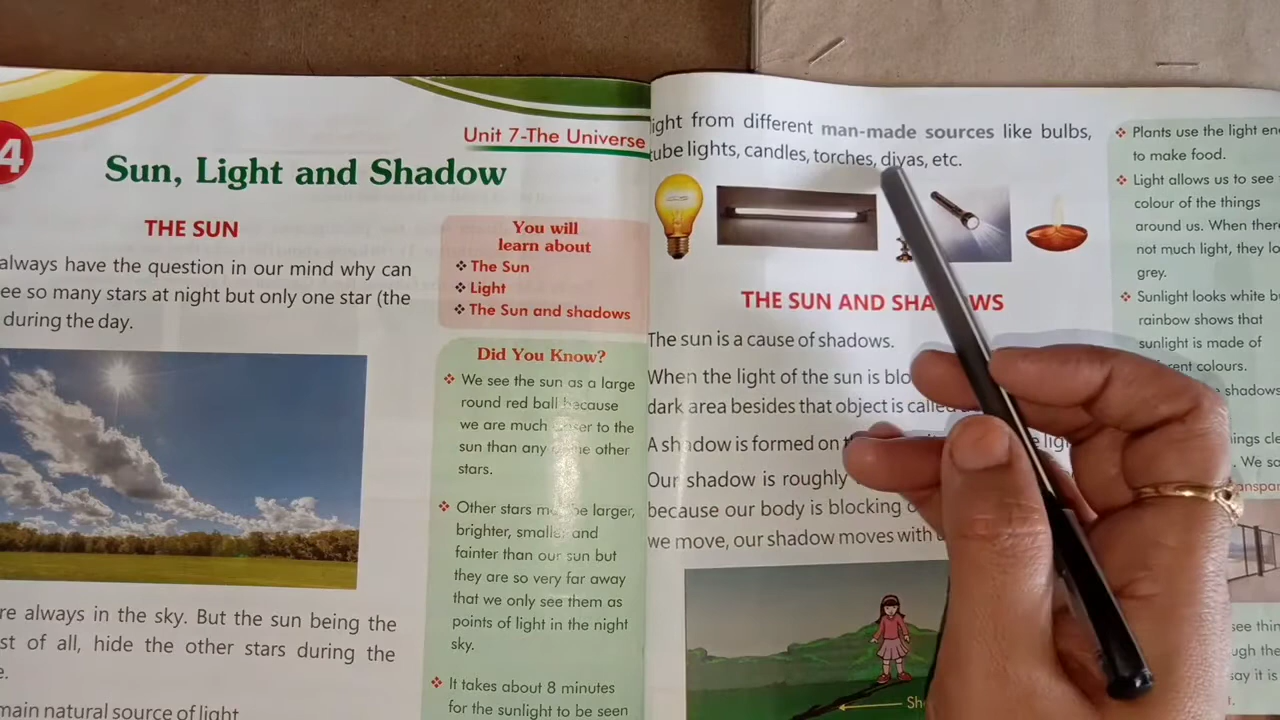 4
Unit 7-The Universe
Sun, Light and Shadow
THE SUN
always have the question in our mind why can
ee so many stars at night but only one star (the
during the day.
You will
learn about
❖ The Sun
❖ Light
❖ The Sun and shadows
Did You Know?
❖ We see the sun as a large
round red ball because
we are much closer to the
sun than any of the other
stars.
❖ Other stars may be larger,
brighter, smaller and
fainter than our sun but
they are so very far away
that we only see them as
points of light in the night
sky.
❖ It takes about 8 minutes
for the sunlight to be seen
re always in the sky. But the sun being the
st of all, hide the other stars during the
e.
main natural source of light
light from different man-made sources like bulbs,
tube lights, candles, torches, diyas, etc.
THE SUN AND SHADOWS
The sun is a cause of shadows.
When the light of the sun is blo
dark area besides that object is called
A shadow is formed on the ligh
Our shadow is roughly
because our body is blocking
we move, our shadow moves with
Sh
❖ Plants use the light en
to make food.
❖ Light allows us to see
colour of the things
around us. When there
not much light, they lo
grey.
❖ Sunlight looks white b
rainbow shows that
sunlight is made of
erent colours.
shadows
ings cle
. We sa
anspar
see thin
ugh the
say it is
t.